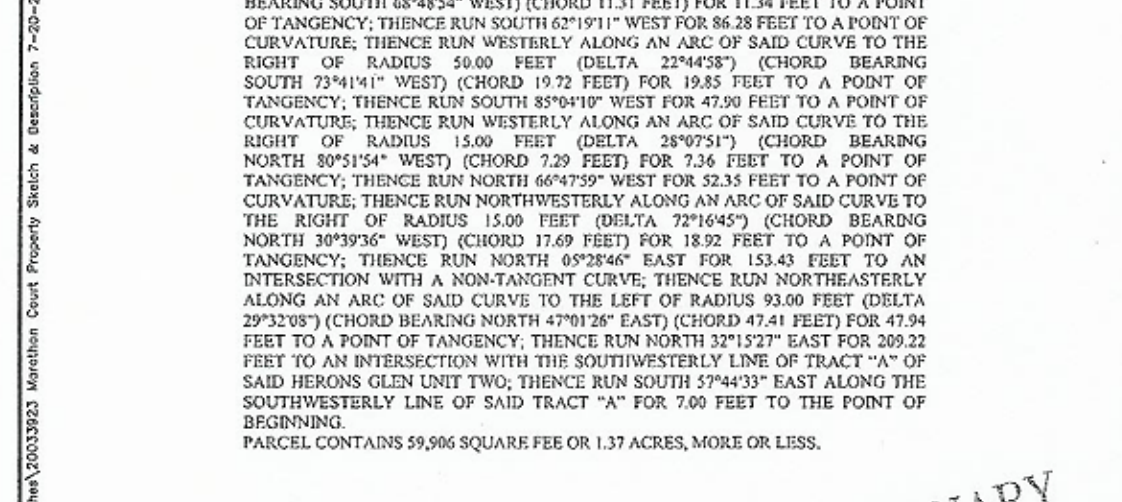 BEARING SOUTH 68°48'54" WEST) (CHORD 11.31 FEET) FOR 11.34 FEET TO A POINT
OF TANGENCY; THENCE RUN SOUTH 62°19'11" WEST FOR 86.28 FEET TO A POINT OF
CURVATURE; THENCE RUN WESTERLY ALONG AN ARC OF SAID CURVE TO THE
RIGHT OF RADIUS 50.00 FEET (DELTA 22°44'58") (CHORD BEARING
SOUTH 73°41'41" WEST) (CHORD 19.72 FEET) FOR 19.85 FEET TO A POINT OF
TANGENCY; THENCE RUN SOUTH 85°04'10" WEST FOR 47.90 FEET TO A POINT OF
CURVATURE; THENCE RUN WESTERLY ALONG AN ARC OF SAID CURVE TO THE
RIGHT OF RADIUS 15.00 FEET (DELTA 28°07'51") (CHORD BEARING
NORTH 80°51'54" WEST) (CHORD 7.29 FEET) FOR 7.36 FEET TO A POINT OF
TANGENCY; THENCE RUN NORTH 66°47'59" WEST FOR 52.35 FEET TO A POINT OF
CURVATURE; THENCE RUN NORTHWESTERLY ALONG AN ARC OF SAID CURVE TO
THE RIGHT OF RADIUS 15.00 FEET (DELTA 72°16'45") (CHORD BEARING
NORTH 30°39'36" WEST) (CHORD 17.69 FEET) FOR 18.92 FEET TO A POINT OF
TANGENCY; THENCE RUN NORTH 05°28'46" EAST FOR 153.43 FEET TO AN
INTERSECTION WITH A NON-TANGENT CURVE; THENCE RUN NORTHEASTERLY
ALONG AN ARC OF SAID CURVE TO THE LEFT OF RADIUS 93.00 FEET (DELTA
29°32'08") (CHORD BEARING NORTH 47°01'26" EAST) (CHORD 47.41 FEET) FOR 47.94
FEET TO A POINT OF TANGENCY; THENCE RUN NORTH 32°15'27" EAST FOR 209.22
FEET TO AN INTERSECTION WITH THE SOUTHWESTERLY LINE OF TRACT "A" OF
SAID HERONS GLEN UNIT TWO; THENCE RUN SOUTH 57°44'33" EAST ALONG THE
SOUTHWESTERLY LINE OF SAID TRACT "A" FOR 7.00 FEET TO THE POINT OF
BEGINNING.
PARCEL CONTAINS 59,906 SQUARE FEE OR 1.37 ACRES, MORE OR LESS.
hes\20033923 Marathon Court Property Sketch & Description 7-20-2
NARY